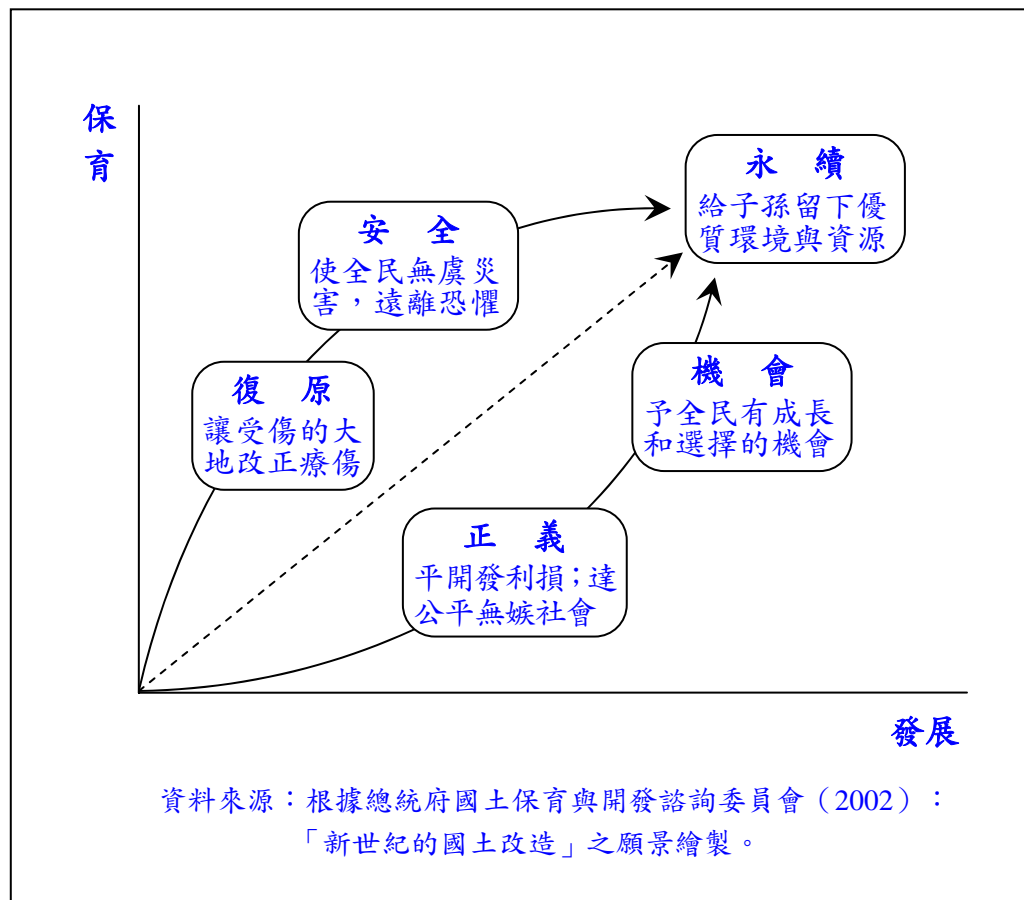 保
育
永 續
給子孫留下優
質環境與資源
安 全
使全民無虞災
害，遠離恐懼
復 原
讓受傷的大
地改正療傷
機 會
予全民有成長
和選擇的機會
正 義
平開發利損；達
公平無嫉社會
發展
資料來源：根據總統府國土保育與開發諮詢委員會（2002）：
「新世紀的國土改造」之願景繪製。